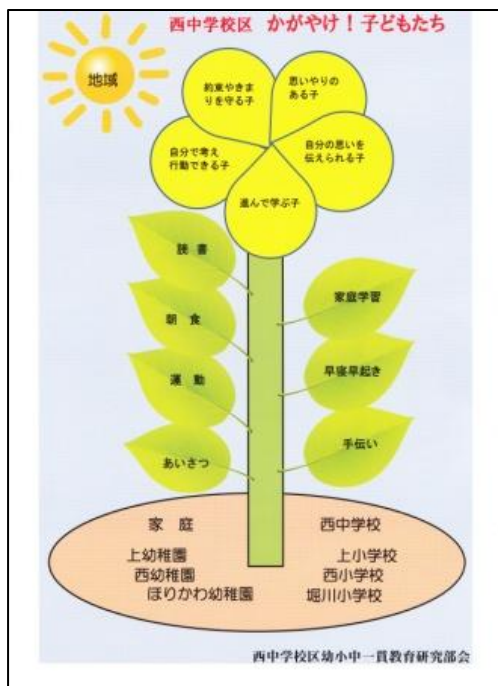 西中学校区 かがやけ！子どもたち
地域
約束やきま
りを守る子
思いやりの
ある子
自分で考え
行動できる子
自分の思いを
伝えられる子
進んで学ぶ子
読 書
家庭学習
朝 食
早寝早起き
運 動
手伝い
あいさつ
家 庭
西中学校
上幼稚園
上小学校
西幼稚園
西小学校
ほりかわ幼稚園
堀川小学校
西中学校区幼小中一貫教育研究部会